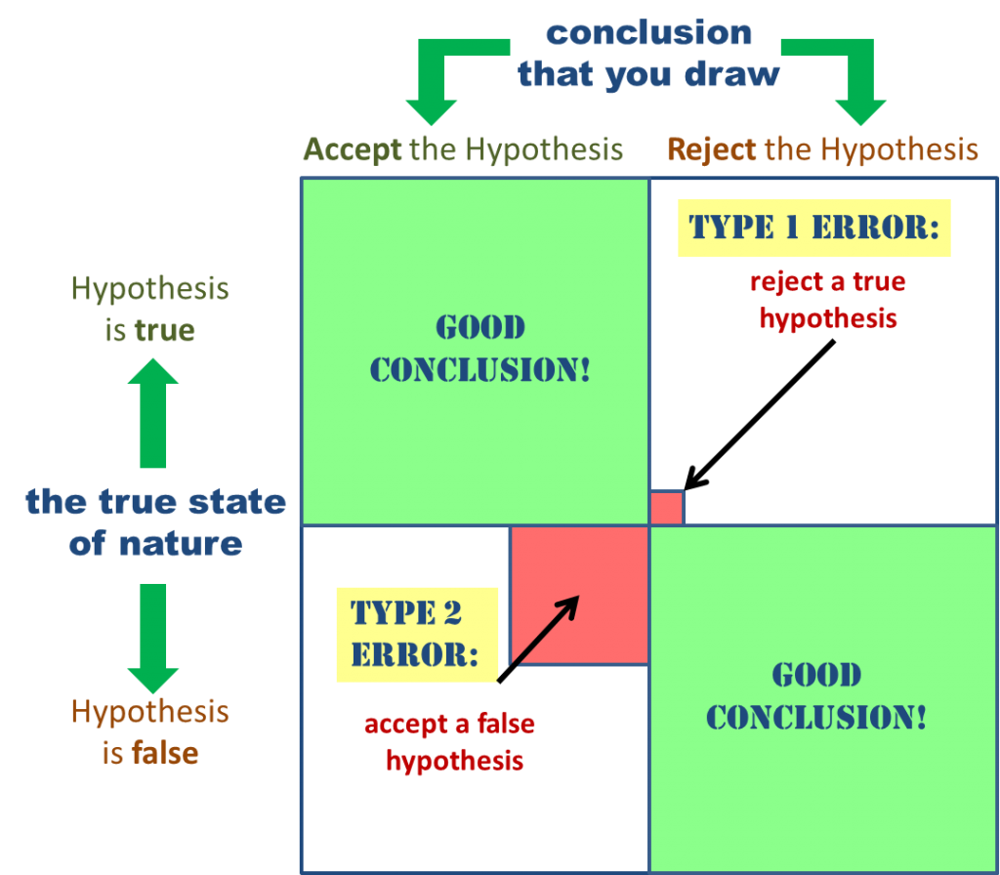 conclusion
that you draw
Accept the Hypothesis
Reject the Hypothesis
TYPE 1 ERROR:
reject a true
hypothesis
Hypothesis
is true
GOOD
CONCLUSION!
the true state
of nature
TYPE 2
ERROR:
accept a false
hypothesis
GOOD
CONCLUSION!
Hypothesis
is false